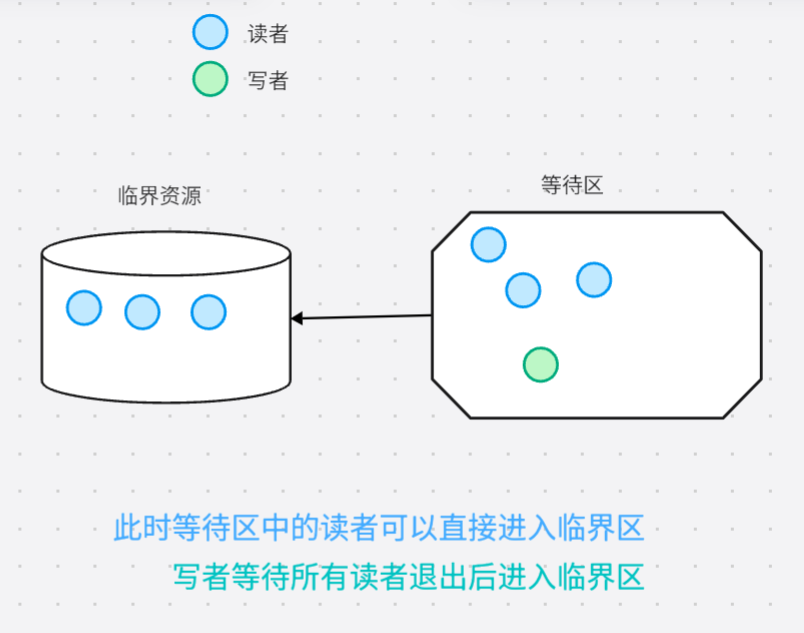 读者
写者
临界资源
等待区
此时等待区中的读者可以直接进入临界区
写者等待所有读者退出后进入临界区